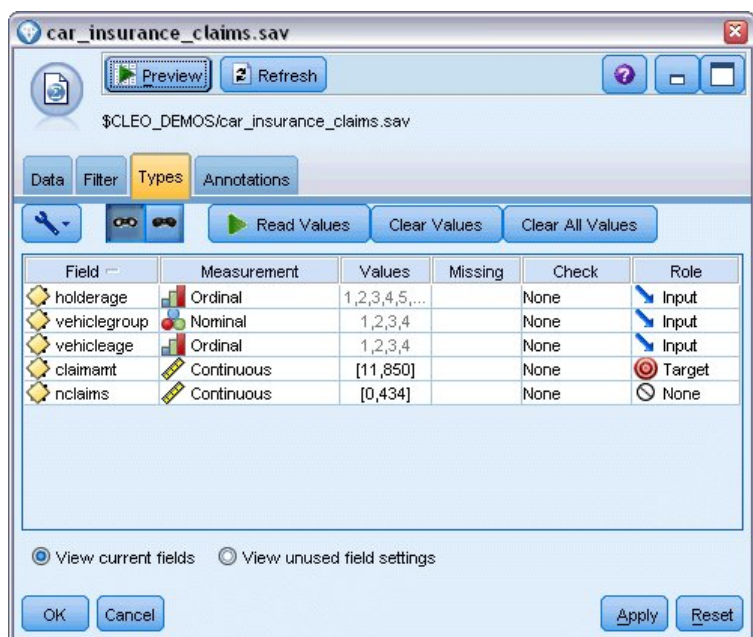 car_insurance_claims.sav
Preview Refresh
$CLEO_DEMOS/car_insurance_claims.sav
Data Filter Types Annotations
Read Values Clear Values Clear All Values
Field Measurement Values Missing Check Role
holderage Ordinal 1,2,3,4,5,... None Input
vehiclegroup Nominal 1,2,3,4 None Input
vehicleage Ordinal 1,2,3,4 None Input
claimamt Continuous [11,850] None Target
nclaims Continuous [0,434] None None
View current fields View unused field settings
OK Cancel Apply Reset